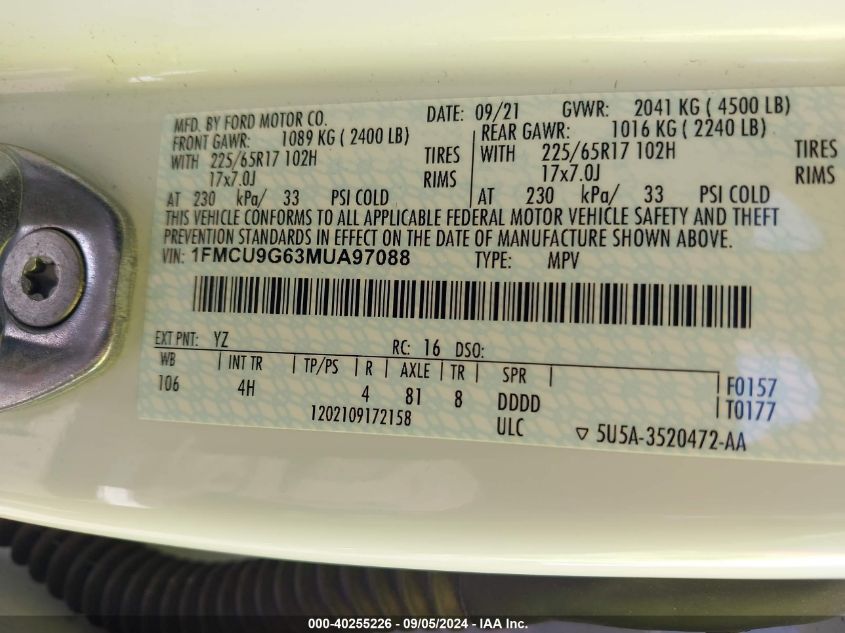 MFD. BY FORD MOTOR CO. DATE: 09/21 GVWR: 2041 KG ( 4500 LB)
FRONT GAWR: 1089 KG ( 2400 LB) REAR GAWR: 1016 KG ( 2240 LB)
WITH 225/65R17 102H TIRES WITH 225/65R17 102H TIRES
17x7.0J RIMS 17x7.0J RIMS
AT 230 kPa/ 33 PSI COLD AT 230 kPa/ 33 PSI COLD
THIS VEHICLE CONFORMS TO ALL APPLICABLE FEDERAL MOTOR VEHICLE SAFETY AND THEFT
PREVENTION STANDARDS IN EFFECT ON THE DATE OF MANUFACTURE SHOWN ABOVE.
VIN: 1FMCU9G63MUA97088 TYPE: MPV
EXT PNT: YZ RC: 16 DSO:
WB INT TR TP/PS R AXLE TR SPR F0157
106 4H 4 81 8 DDDD T0177
1202109172158 ULC ▽ 5U5A-3520472-AA
000-40255226 - 09/05/2024 - IAA Inc.